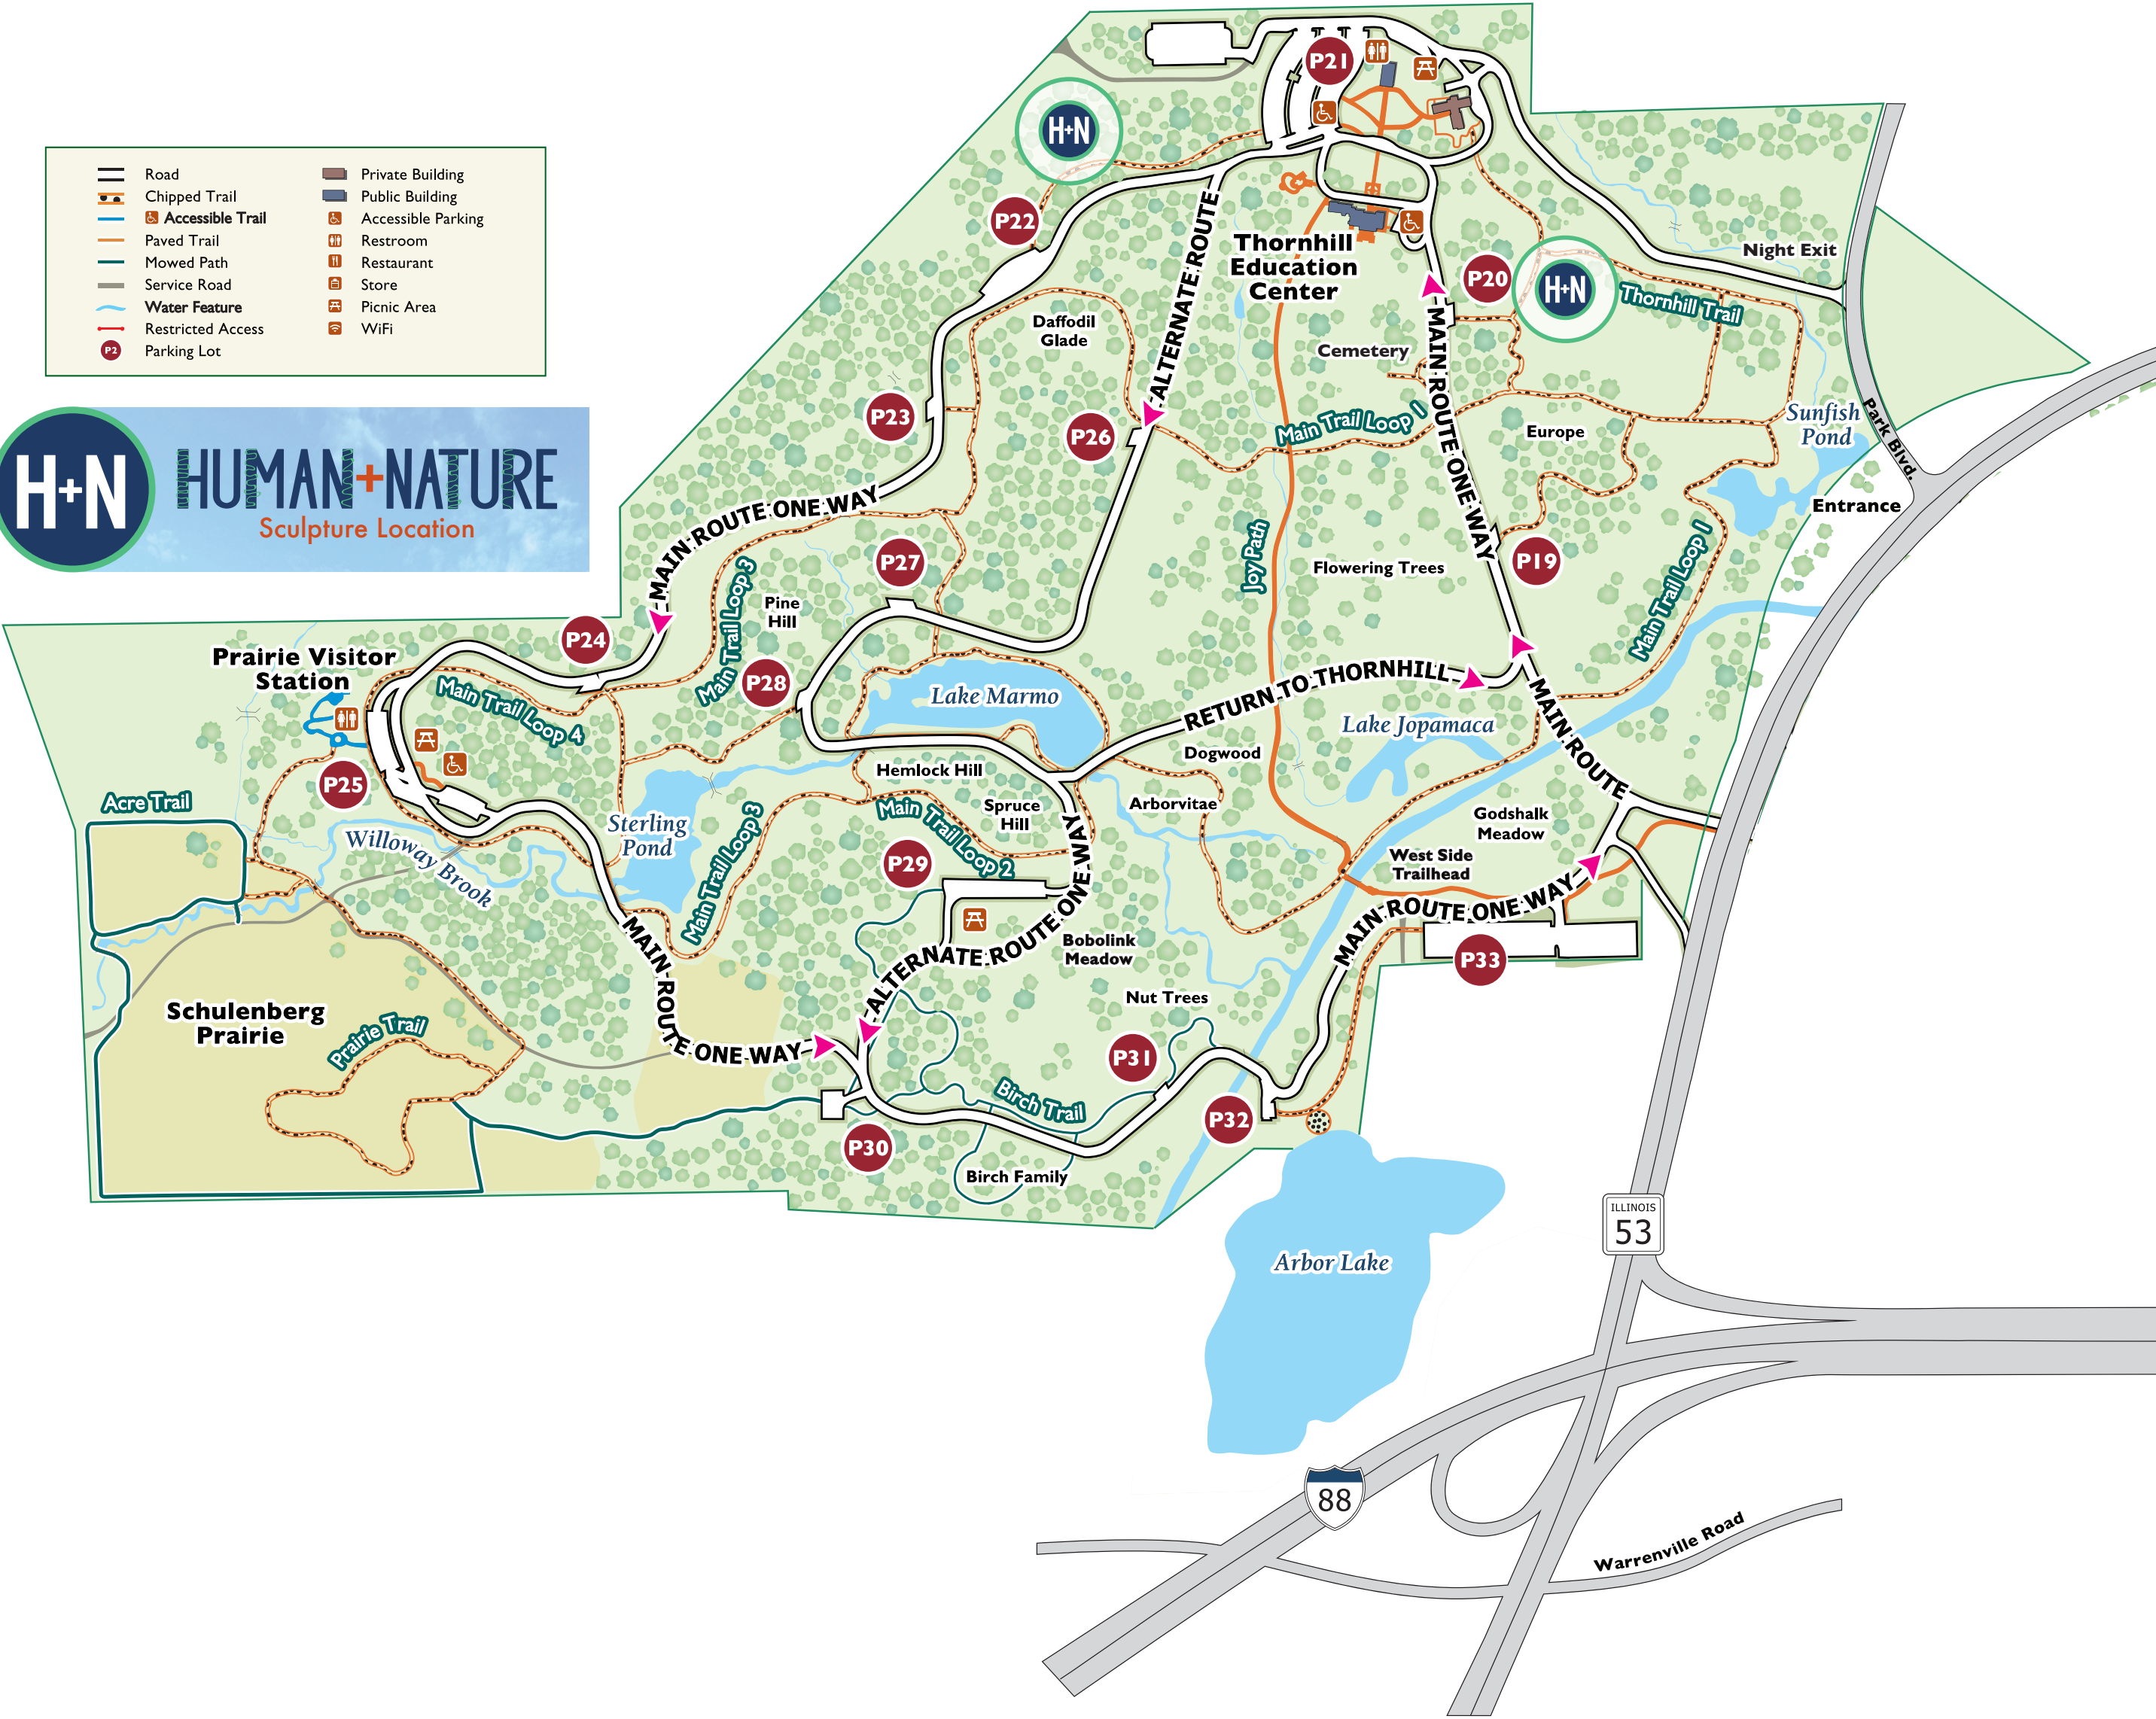 Road
Chipped Trail
Accessible Trail
Paved Trail
Mowed Path
Service Road
Water Feature
Restricted Access
P2
Parking Lot
Private Building
Public Building
Accessible Parking
Restroom
Restaurant
Store
Picnic Area
WiFi
H+N
HUMAN+NATURE
Sculpture Location
P21
H+N
P22
Thornhill
Education
Center
ALTERNATE ROUTE
P20
H+N
Night Exit
Thornhill Trail
Daffodil
Glade
Cemetery
MAIN ROUTE ONE WAY
P23
P26
Main Trail Loop 1
Europe
Sunfish
Pond
Park Blvd.
Entrance
MAIN ROUTE ONE WAY
P27
Joy Path
Flowering Trees
P19
Main Trail Loop 1
Main Trail Loop 3
Pine
Hill
P24
Prairie Visitor
Station
Main Trail Loop 4
P28
Lake Marmo
RETURN TO THORNHILL
Lake Jopamaca
MAIN ROUTE
P25
Acre Trail
Hemlock Hill
Dogwood
Arborvitae
Spruce
Hill
Main Trail Loop 2
Godshalk
Meadow
Sterling
Pond
Willoway Brook
Main Trail Loop 3
P29
West Side
Trailhead
MAIN ROUTE ONE WAY
ALTERNATE ROUTE ONE WAY
Bobolink
Meadow
P33
MAIN ROUTE ONE WAY
Nut Trees
Schulenberg
Prairie
Prairie Trail
P31
Birch Trail
P32
P30
Birch Family
ILLINOIS
53
Arbor Lake
88
Warrenville Road